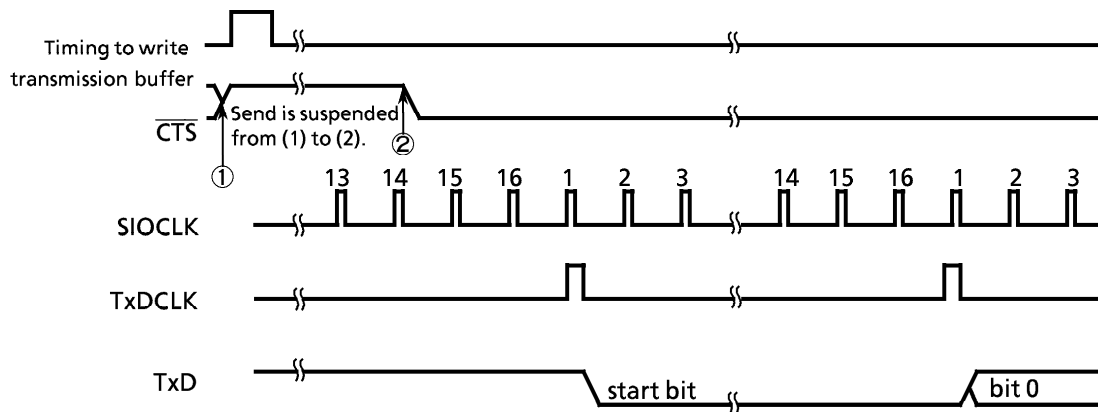 Timing to write
transmission buffer
CTS
Send is suspended
from (1) to (2).
①
②
13 14 15 16 1 2 3 14 15 16 1 2 3
SIOCLK
TxDCLK
TxD
start bit
bit 0